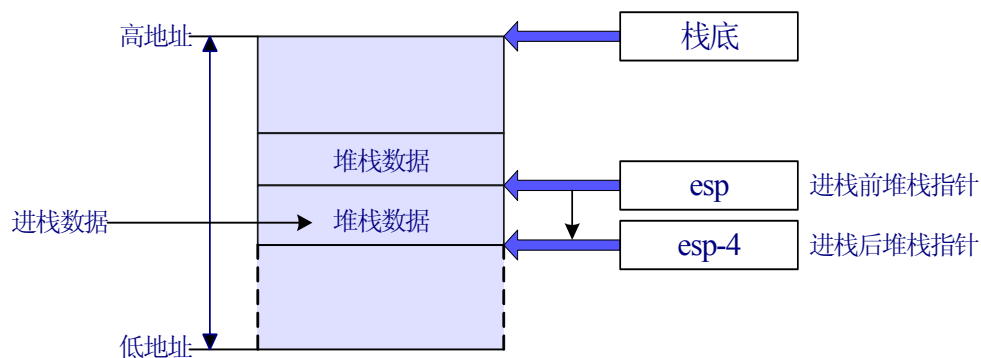 高地址
栈底
堆栈数据
esp
进栈前堆栈指针
进栈数据
堆栈数据
esp-4
进栈后堆栈指针
低地址